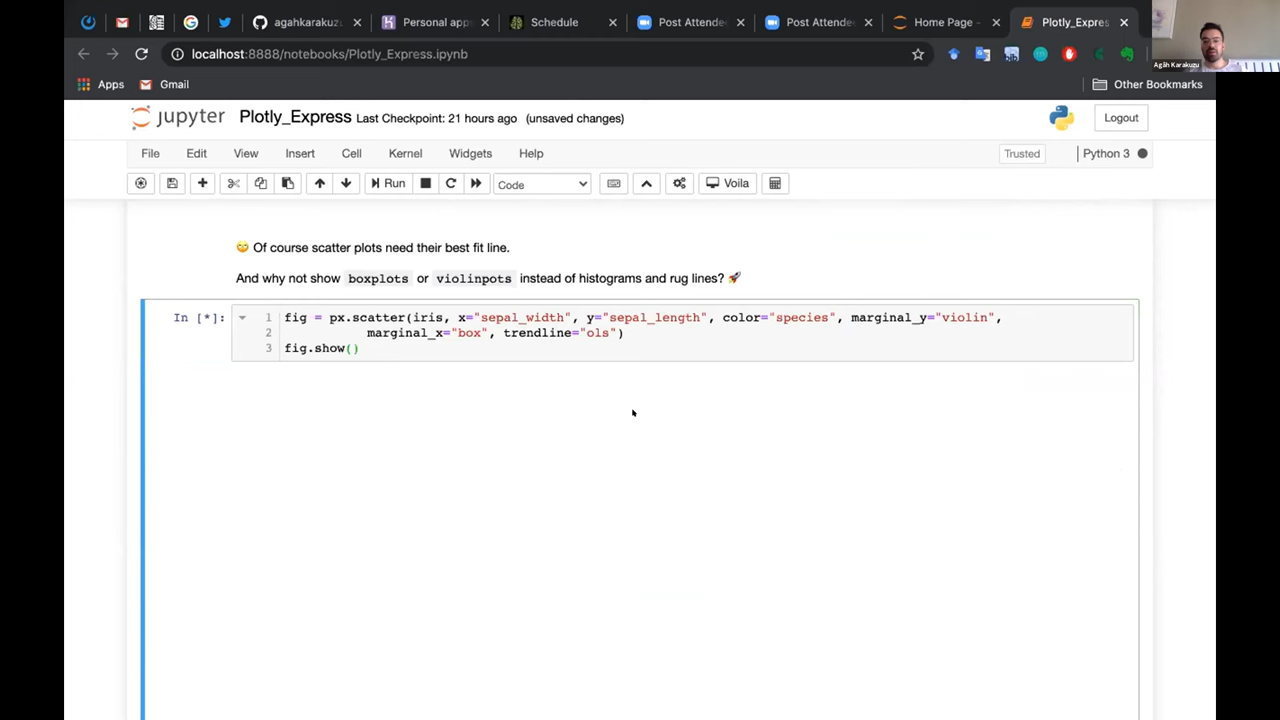 agahkarakuzu
Personal app
Schedule
Post Attende
Post Attende
Home Page -
Plotly_Expres
localhost:8888/notebooks/Plotly_Express.ipynb
Apps
Gmail
Other Bookmarks
Agâh Karakuzu
jupyter
Plotly_Express Last Checkpoint: 21 hours ago (unsaved changes)
Logout
File Edit View Insert Cell Kernel Widgets Help
Trusted
Python 3
Run
Code
Voila
🙄 Of course scatter plots need their best fit line.
And why not show boxplots or violinpots instead of histograms and rug lines? 🚀
In [*]:
1 fig = px.scatter(iris, x="sepal_width", y="sepal_length", color="species", marginal_y="violin",
2 marginal_x="box", trendline="ols")
3 fig.show()